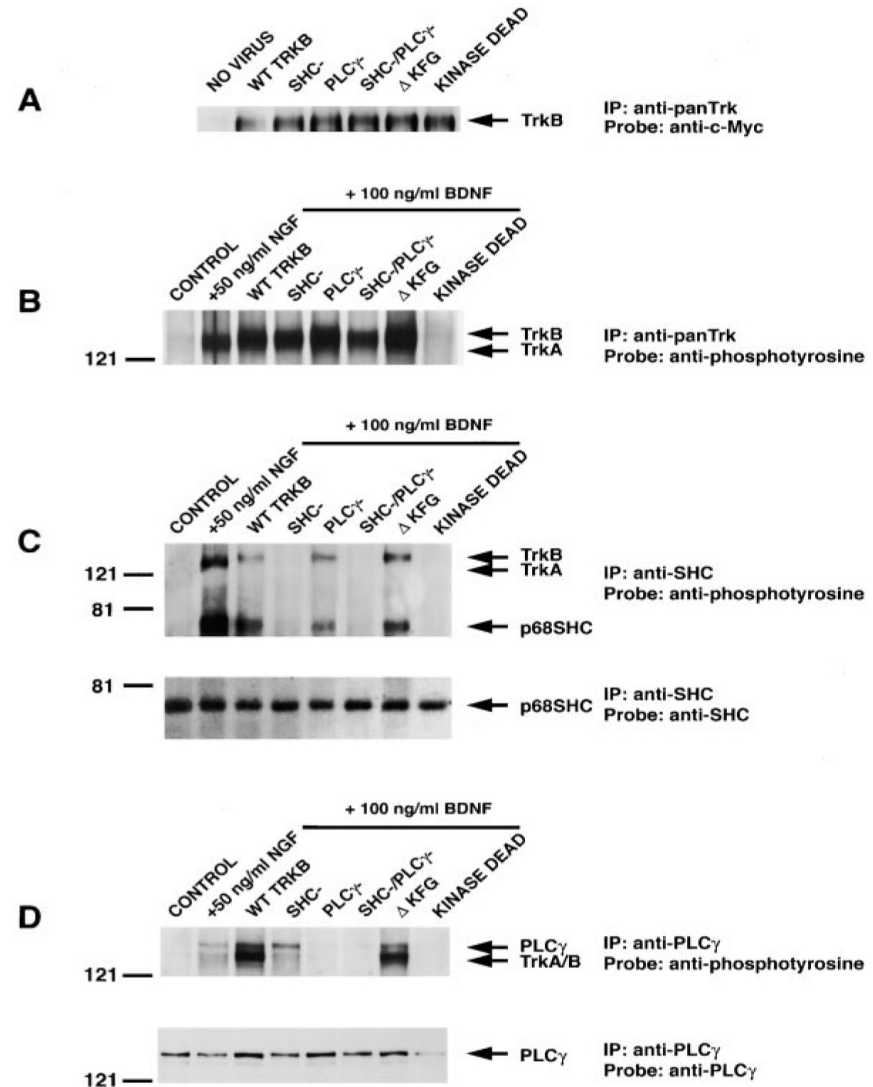 A
NO VIRUS
WT TRKB
SHC-
PLCγ-
SHC-/PLCγ-
Δ KFG
KINASE DEAD
TrkB
IP: anti-panTrk
Probe: anti-c-Myc
B
+ 100 ng/ml BDNF
CONTROL
+50 ng/ml NGF
WT TRKB
SHC-
PLCγ-
SHC-/PLCγ-
Δ KFG
KINASE DEAD
TrkB
TrkA
121
IP: anti-panTrk
Probe: anti-phosphotyrosine
C
+ 100 ng/ml BDNF
CONTROL
+50 ng/ml NGF
WT TRKB
SHC-
PLCγ-
SHC-/PLCγ-
Δ KFG
KINASE DEAD
TrkB
TrkA
121
81
p68SHC
IP: anti-SHC
Probe: anti-phosphotyrosine
81
p68SHC
IP: anti-SHC
Probe: anti-SHC
D
+ 100 ng/ml BDNF
CONTROL
+50 ng/ml NGF
WT TRKB
SHC-
PLCγ-
SHC-/PLCγ-
Δ KFG
KINASE DEAD
PLCγ
TrkA/B
121
IP: anti-PLCγ
Probe: anti-phosphotyrosine
PLCγ
121
IP: anti-PLCγ
Probe: anti-PLCγ